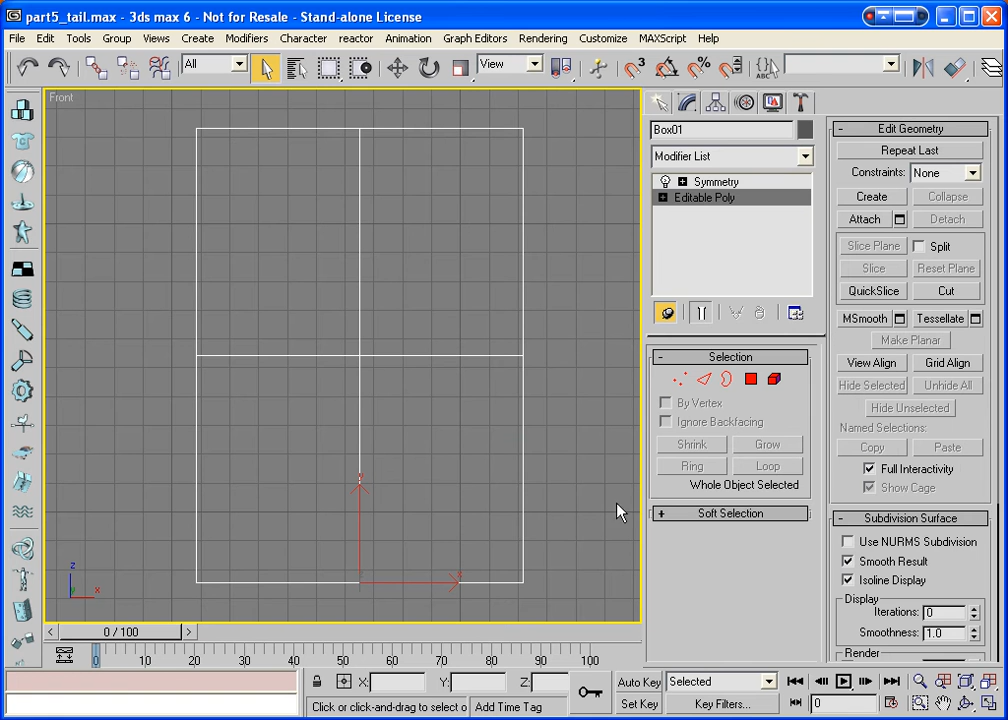 part5_tail.max - 3ds max 6 - Not for Resale - Stand-alone License
File Edit Tools Group Views Create Modifiers Character reactor Animation Graph Editors Rendering Customize MAXScript Help
All View
Front
Box01
Modifier List
Symmetry
Editable Poly
Selection
By Vertex
Ignore Backfacing
Shrink Grow
Ring Loop
Whole Object Selected
Soft Selection
Edit Geometry
Repeat Last
Constraints: None
Create Collapse
Attach Detach
Slice Plane Split
Slice Reset Plane
QuickSlice Cut
MSmooth Tessellate
Make Planar
View Align Grid Align
Hide Selected Unhide All
Hide Unselected
Named Selections:
Copy Paste
Full Interactivity
Show Cage
Subdivision Surface
Use NURMS Subdivision
Smooth Result
Isoline Display
Display
Iterations: 0
Smoothness: 1.0
Render
z
x
0 / 100
0 10 20 30 40 50 60 70 80 90 100
X: Y: Z:
Auto Key Selected
Click or click-and-drag to select o Add Time Tag
Set Key Key Filters... 0